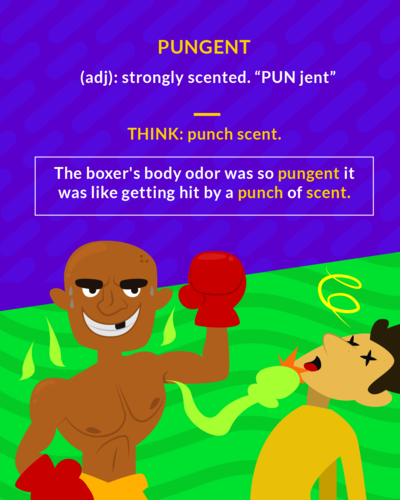 PUNGENT
(adj): strongly scented. “PUN jent”
THINK: punch scent.
The boxer's body odor was so pungent it
was like getting hit by a punch of scent.